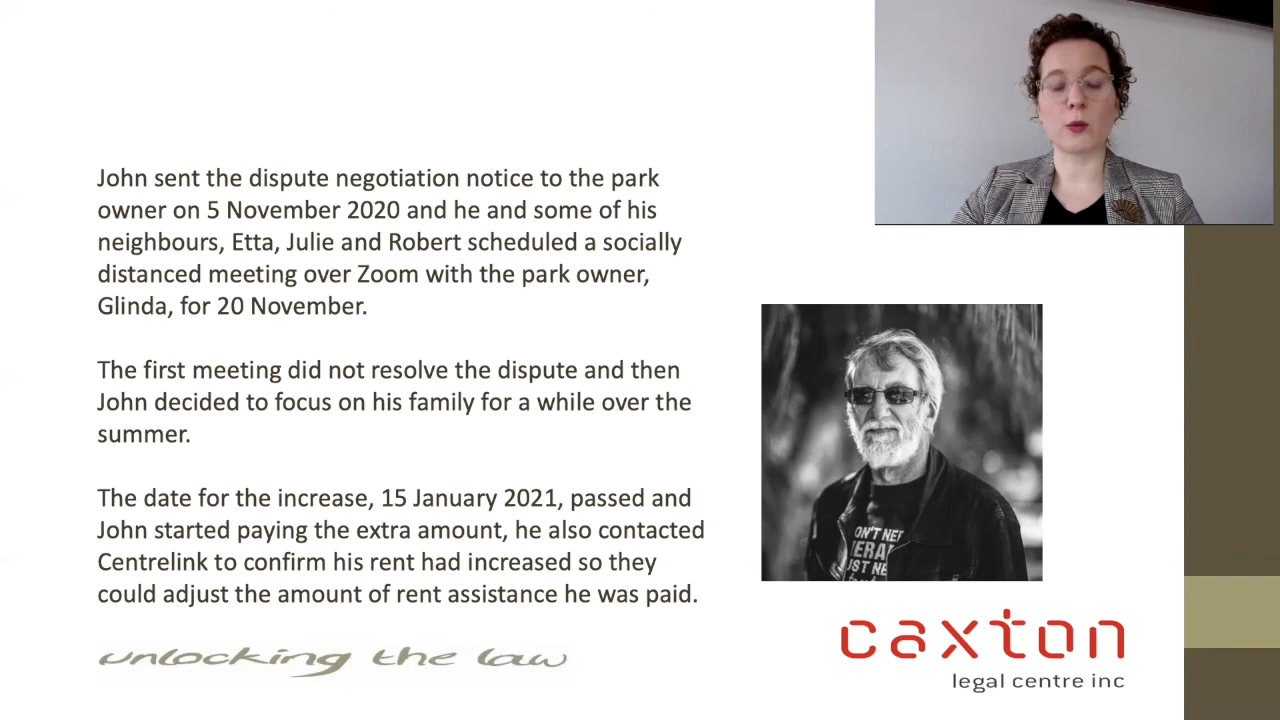 John sent the dispute negotiation notice to the park
owner on 5 November 2020 and he and some of his
neighbours, Etta, Julie and Robert scheduled a socially
distanced meeting over Zoom with the park owner,
Glinda, for 20 November.
The first meeting did not resolve the dispute and then
John decided to focus on his family for a while over the
summer.
The date for the increase, 15 January 2021, passed and
John started paying the extra amount, he also contacted
Centrelink to confirm his rent had increased so they
could adjust the amount of rent assistance he was paid.
ON'T NEE
ERA
UST NE
unlocking the law
caxton
legal centre inc